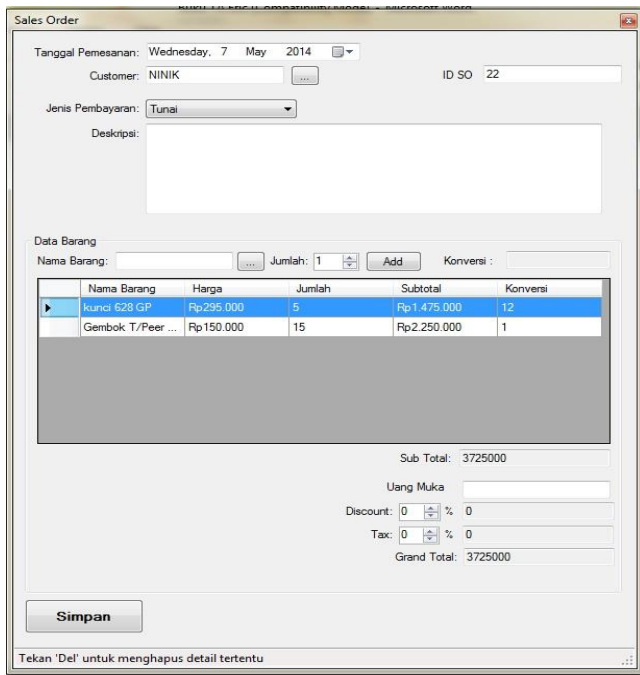 Sales Order
Tanggal Pemesanan: Wednesday, 7 May 2014
Customer: NINIK ... ID SO 22
Jenis Pembayaran: Tunai
Deskripsi:
Data Barang
Nama Barang: ... Jumlah: 1 Add Konversi :
Nama Barang Harga Jumlah Subtotal Konversi
kunci 628 GP Rp295.000 5 Rp1.475.000 12
Gembok T/Peer ... Rp150.000 15 Rp2.250.000 1
Sub Total: 3725000
Uang Muka
Discount: 0 % 0
Tax: 0 % 0
Grand Total: 3725000
Simpan
Tekan 'Del' untuk menghapus detail tertentu